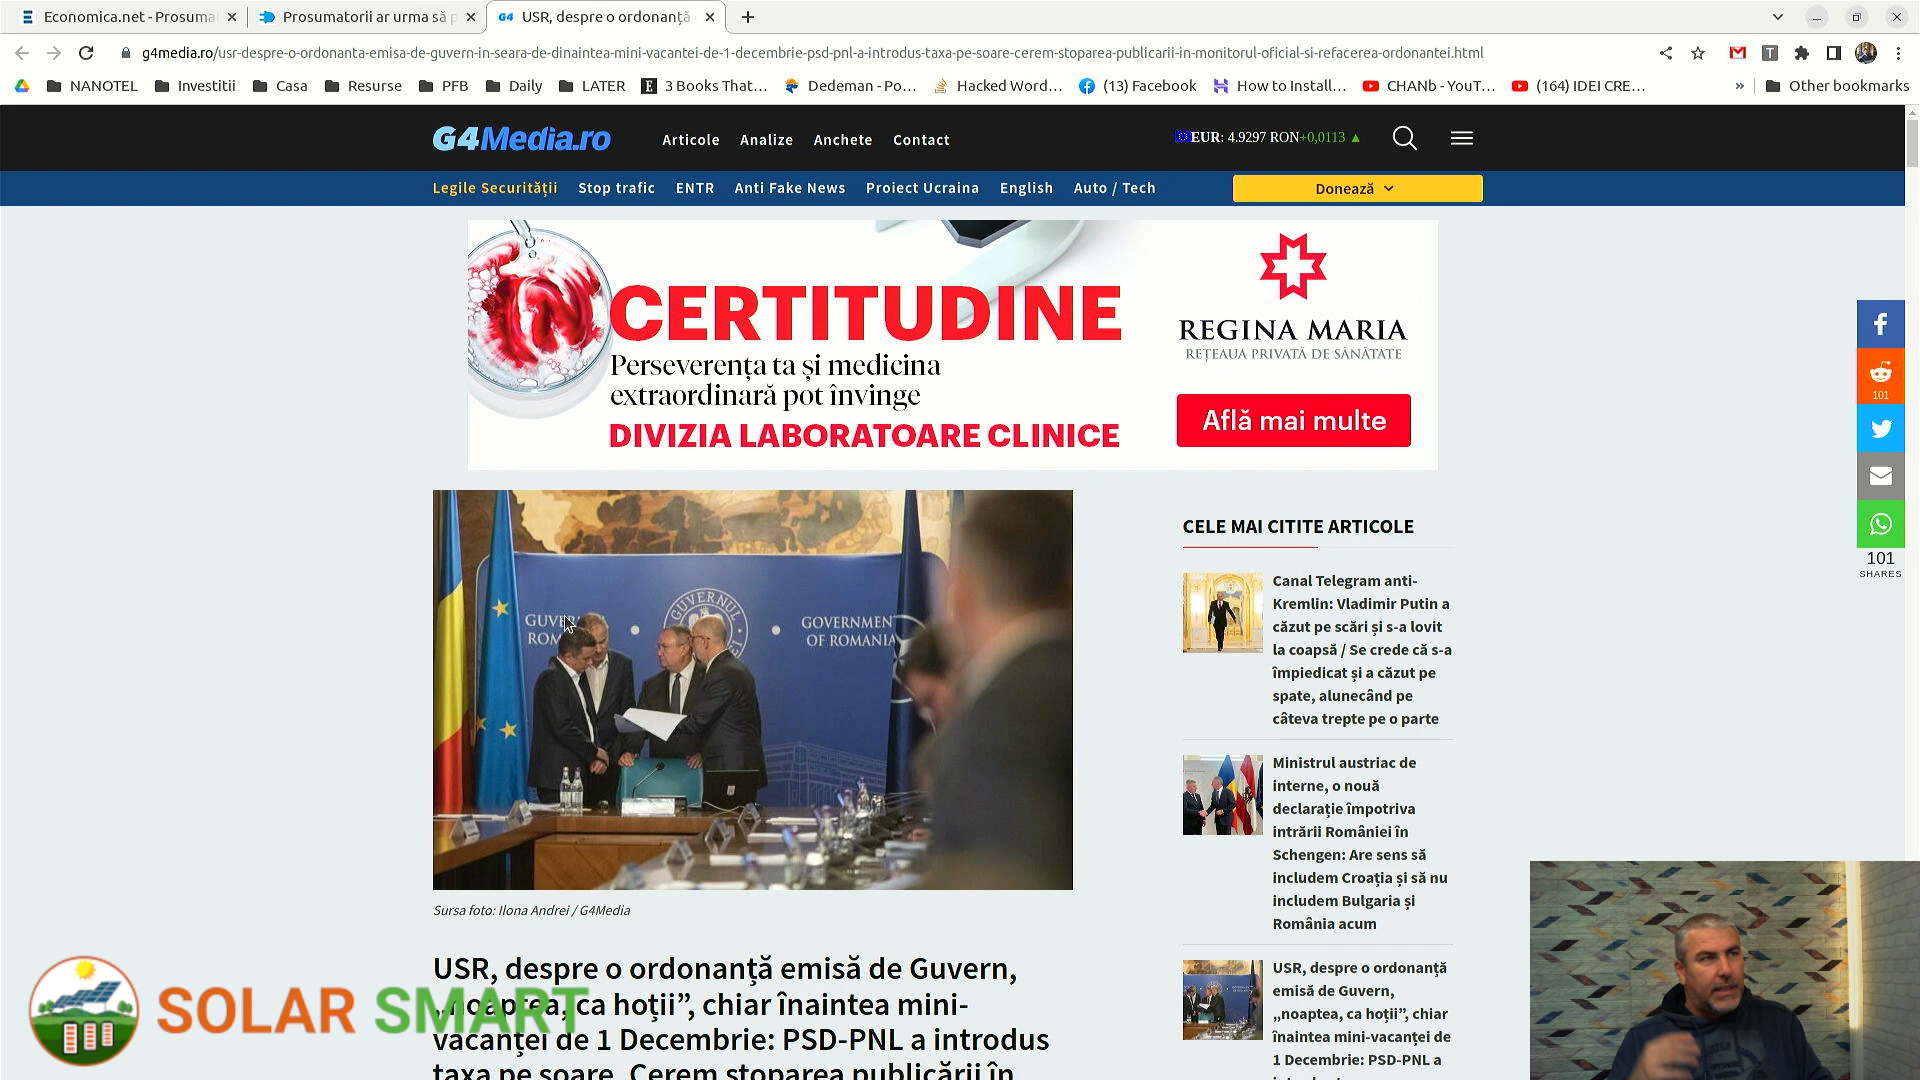 Economica.net - Prosuma
Prosumatorii ar urma să p
G4 USR, despre o ordonanță
g4media.ro/usr-despre-o-ordonanta-emisa-de-guvern-in-seara-de-dinaintea-mini-vacantei-de-1-decembrie-psd-pnl-a-introdus-taxa-pe-soare-cerem-stoparea-publicarii-in-monitorul-oficial-si-refacerea-ordonantei.html
NANOTEL Investitii Casa Resurse PFB Daily LATER 3 Books That… Dedeman - Po… Hacked Word… (13) Facebook How to Install… CHANb - YouT… (164) IDEI CRE… » Other bookmarks
G4Media.ro Articole Analize Anchete Contact EUR: 4.9297 RON+0,0113 ▲
Legile Securității Stop trafic ENTR Anti Fake News Proiect Ucraina English Auto / Tech Donează
CERTITUDINE
Perseverența ta și medicina
extraordinară pot învinge
DIVIZIA LABORATOARE CLINICE
REGINA MARIA
REȚEAUA PRIVATĂ DE SĂNĂTATE
Află mai multe
101
101
SHARES
GUVERNUL
GOVERNMENT
OF ROMANIA
Sursa foto: Ilona Andrei / G4Media
USR, despre o ordonanță emisă de Guvern,
„noaptea, ca hoții”, chiar înaintea mini-
vacanței de 1 Decembrie: PSD-PNL a introdus
taxa pe soare. Cerem stoparea publicării în
CELE MAI CITITE ARTICOLE
Canal Telegram anti-
Kremlin: Vladimir Putin a
căzut pe scări și s-a lovit
la coapsă / Se crede că s-a
împiedicat și a căzut pe
spate, alunecând pe
câteva trepte pe o parte
Ministrul austriac de
interne, o nouă
declarație împotriva
intrării României în
Schengen: Are sens să
includem Croația și să nu
includem Bulgaria și
România acum
USR, despre o ordonanță
emisă de Guvern,
„noaptea, ca hoții”, chiar
înaintea mini-vacanței de
1 Decembrie: PSD-PNL a
SOLAR SMART